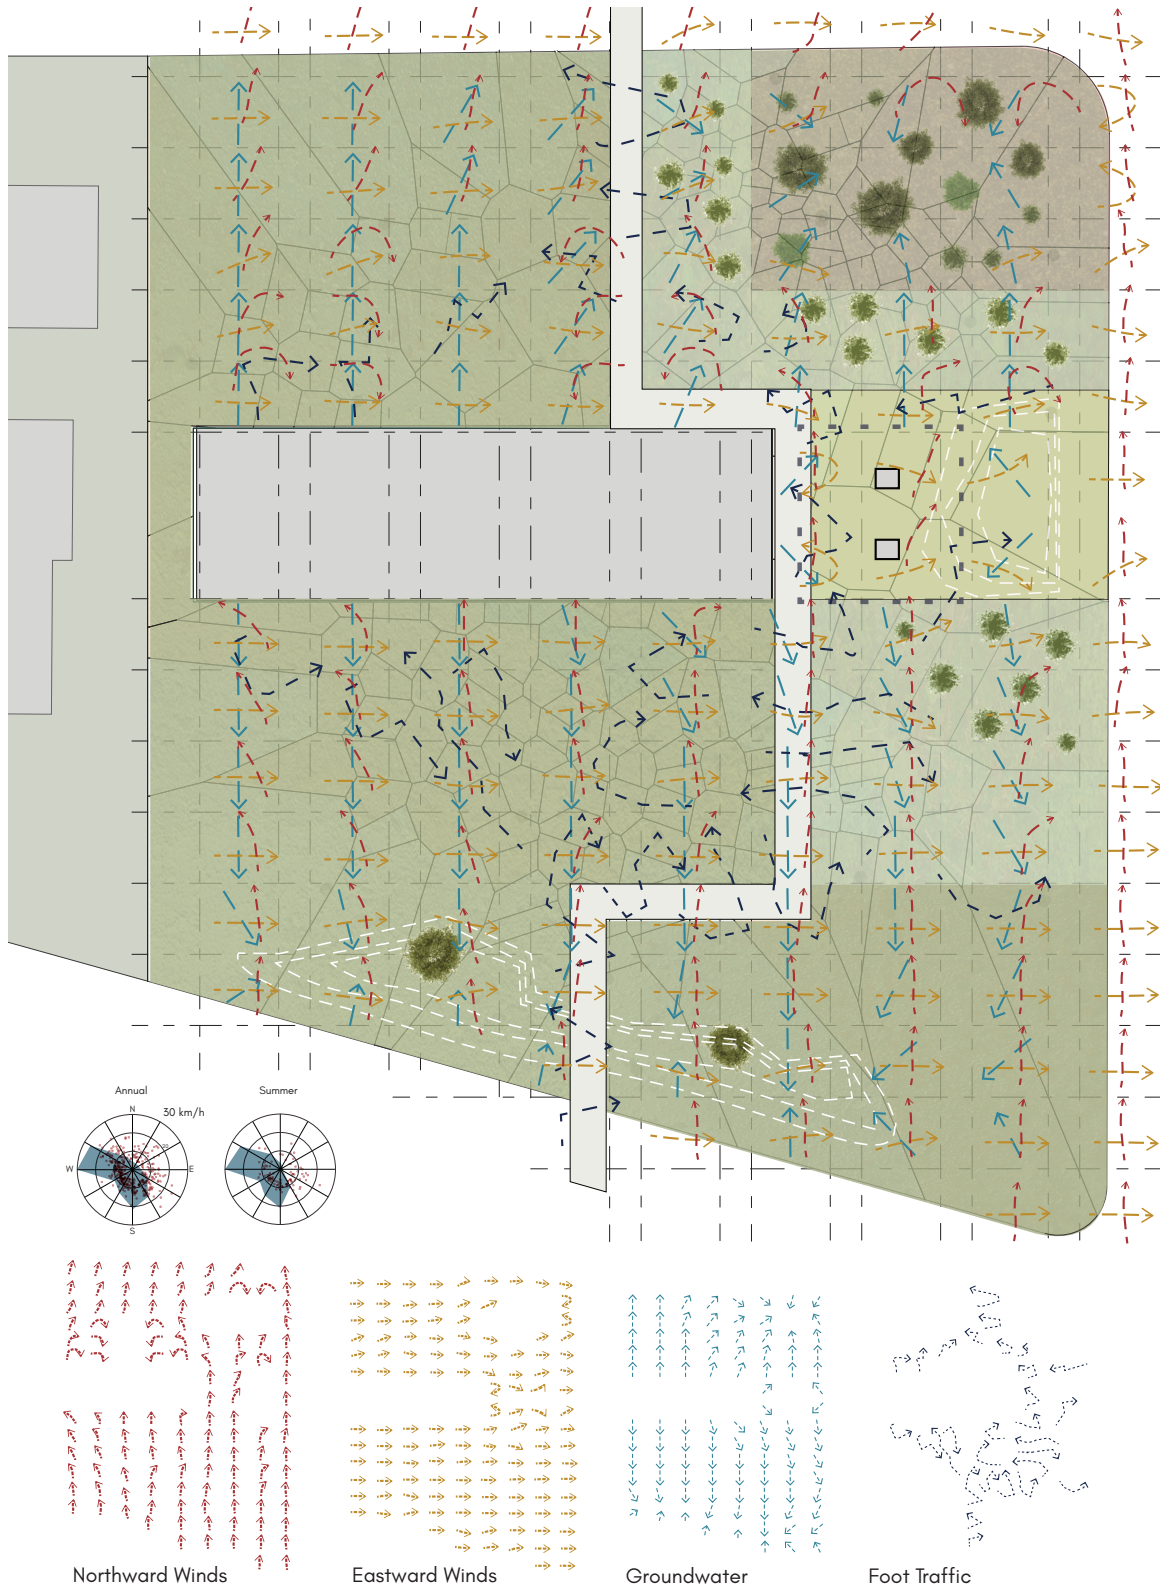 Annual
Summer
N
30 km/h
W
E
S
Northward Winds
Eastward Winds
Groundwater
Foot Traffic